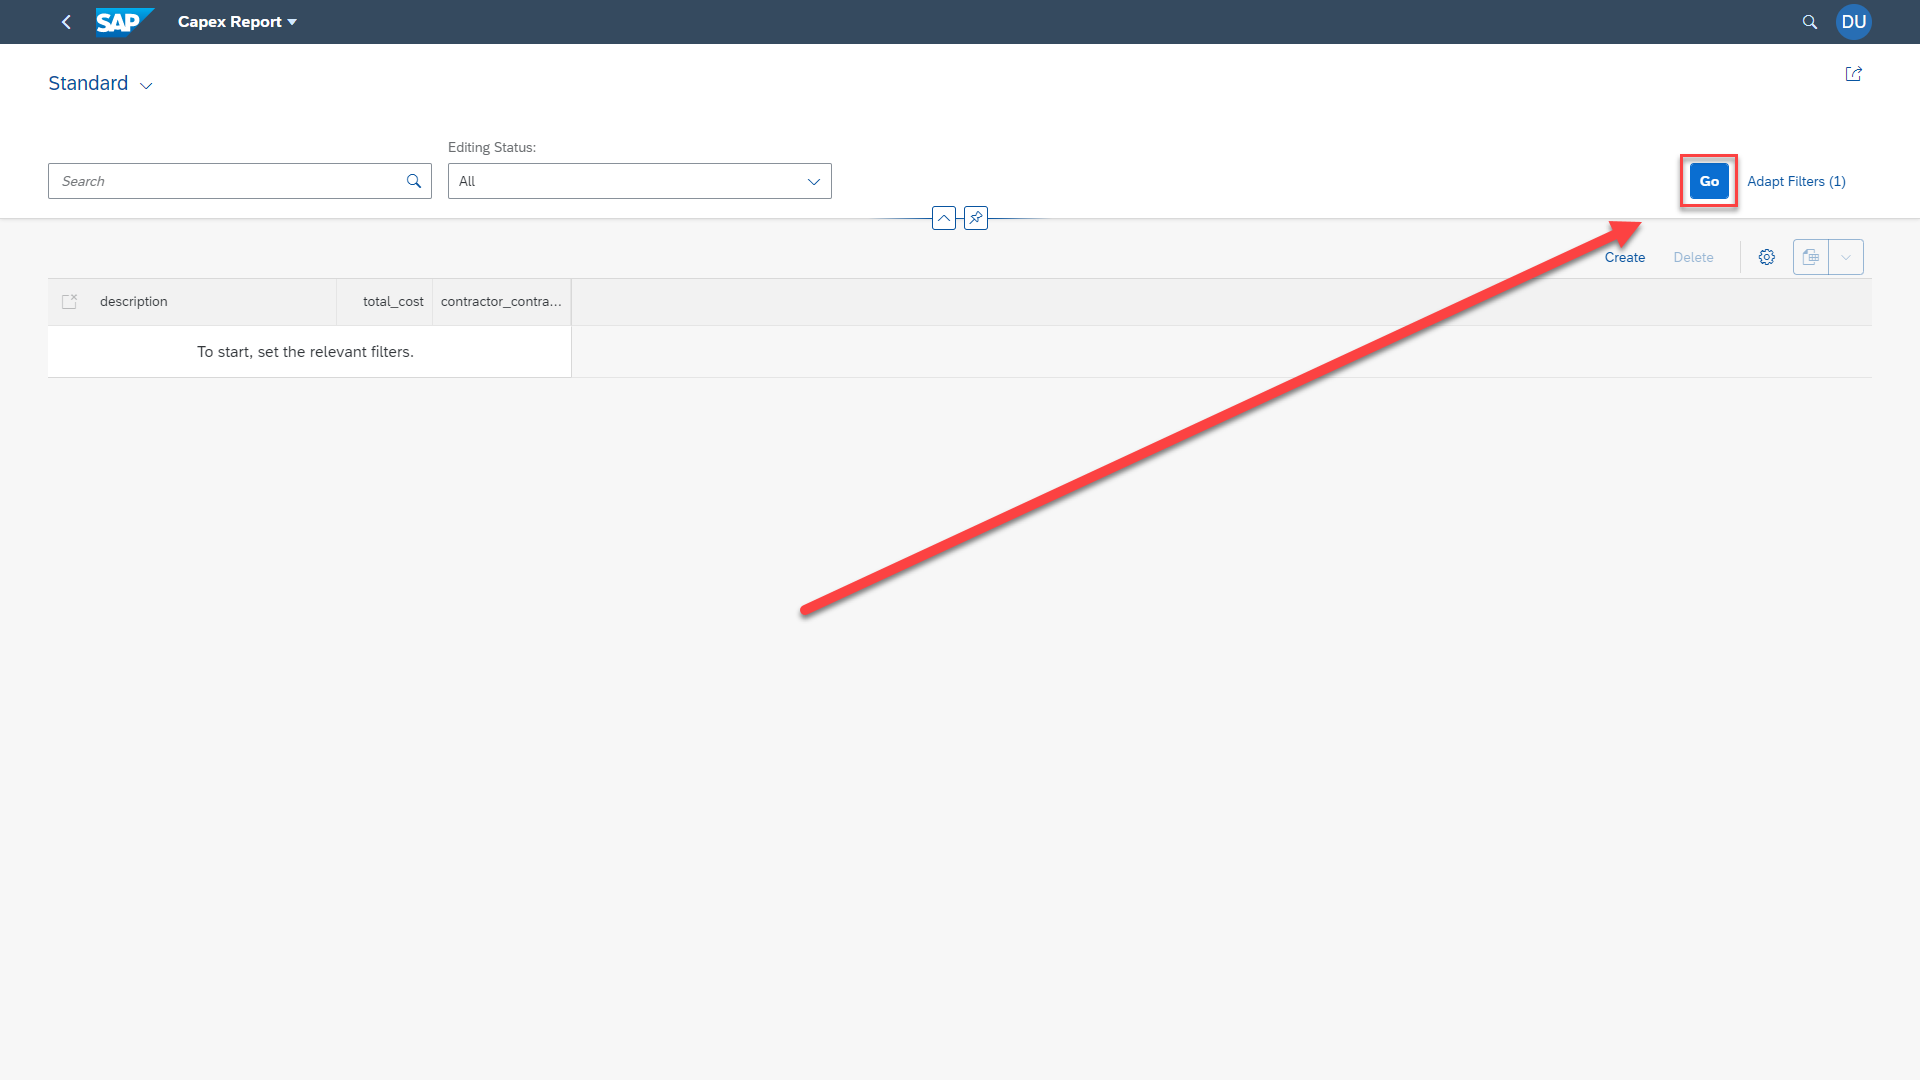 SAP Capex Report DU
Standard
Editing Status:
Search All Go Adapt Filters (1)
Create Delete
description total_cost contractor_contra...
To start, set the relevant filters.